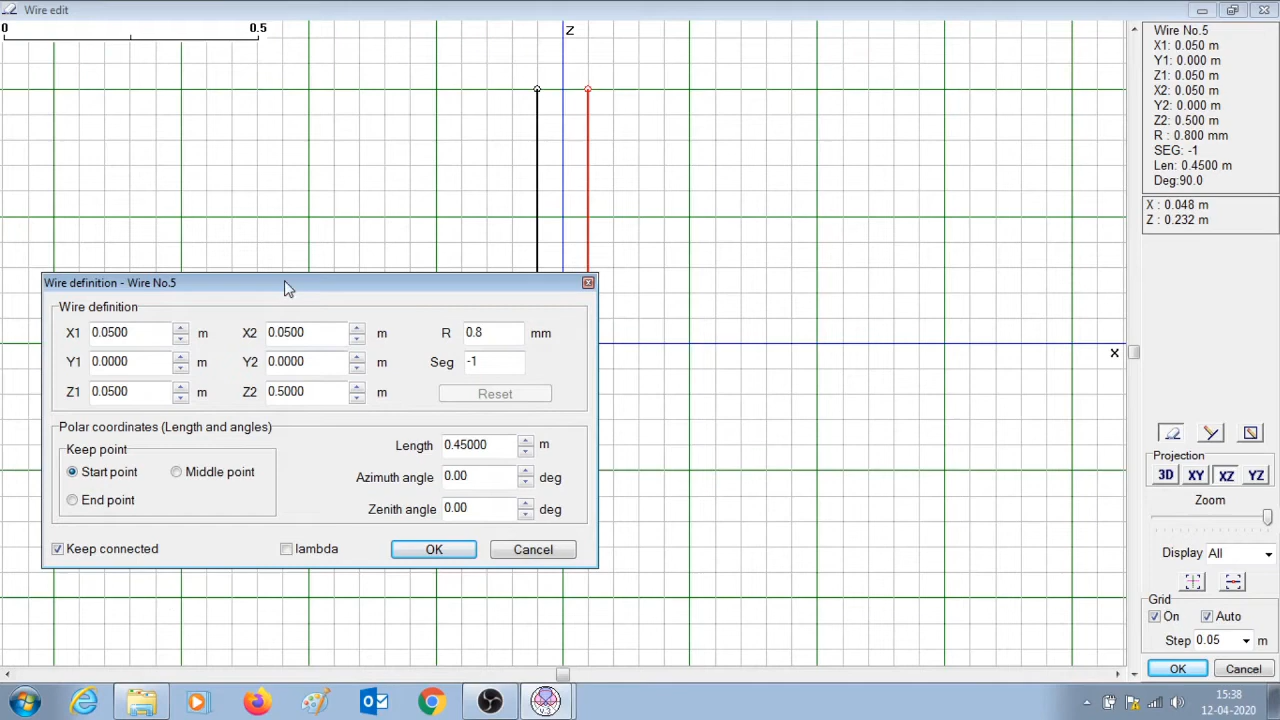 Wire edit
0 0.5
Z
X
Wire No.5
X1: 0.050 m
Y1: 0.000 m
Z1: 0.050 m
X2: 0.050 m
Y2: 0.000 m
Z2: 0.500 m
R : 0.800 mm
SEG: -1
Len: 0.4500 m
Deg:90.0
X : 0.048 m
Z : 0.232 m
Wire definition - Wire No.5
Wire definition
X1 0.0500 m X2 0.0500 m R 0.8 mm
Y1 0.0000 m Y2 0.0000 m Seg -1
Z1 0.0500 m Z2 0.5000 m Reset
Polar coordinates (Length and angles)
Keep point
Start point Middle point
End point
Length 0.45000 m
Azimuth angle 0.00 deg
Zenith angle 0.00 deg
Keep connected lambda OK Cancel
Projection
3D XY XZ YZ
Zoom
Display All
Grid
On Auto
Step 0.05 m
OK Cancel
15:38
12-04-2020